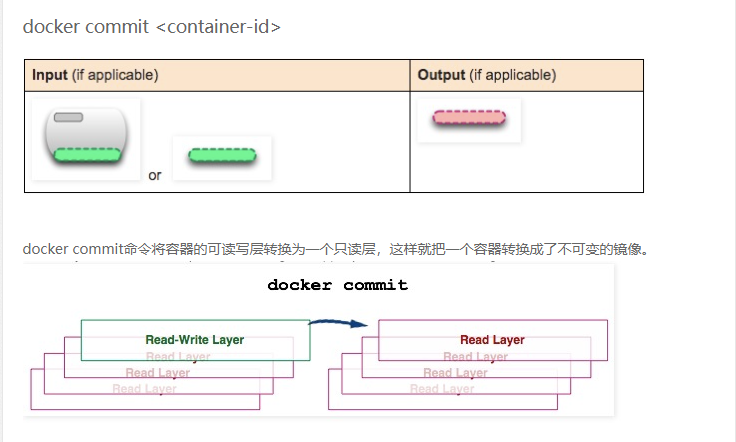 docker commit <container-id>
Input (if applicable) Output (if applicable)
or
docker commit命令将容器的可读写层转换为一个只读层，这样就把一个容器转换成了不可变的镜像。
docker commit
Read-Write Layer Read Layer
Read Layer Read Layer
Read Layer Read Layer
Read Layer Read Layer